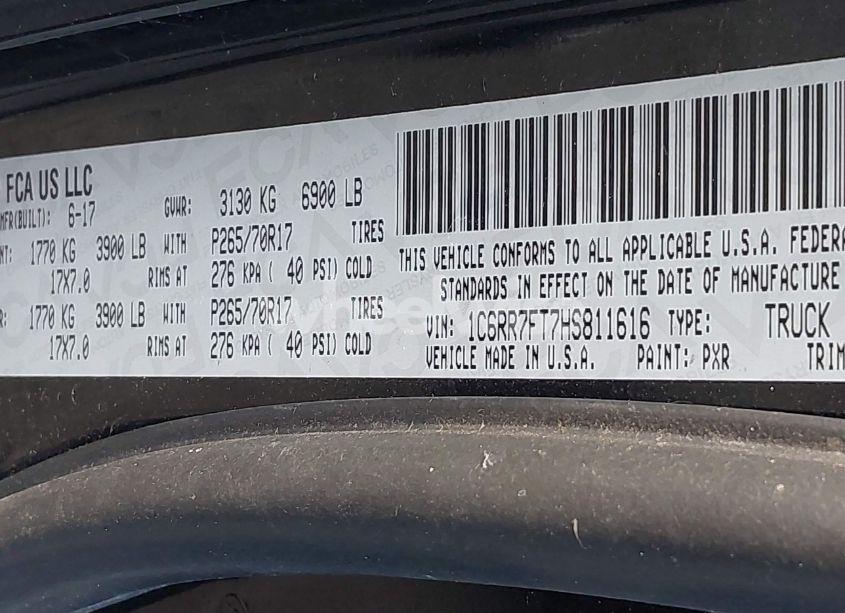 FCA US LLC
MFR(BUILT): 6-17 GVWR: 3130 KG 6900 LB
NT: 1770 KG 3900 LB WITH P265/70R17 TIRES
17X7.0 RIMS AT 276 KPA ( 40 PSI) COLD
R: 1770 KG 3900 LB WITH P265/70R17 TIRES
17X7.0 RIMS AT 276 KPA ( 40 PSI) COLD
THIS VEHICLE CONFORMS TO ALL APPLICABLE U.S.A. FEDERA
STANDARDS IN EFFECT ON THE DATE OF MANUFACTURE
VIN: 1C6RR7FT7HS811616 TYPE: TRUCK
VEHICLE MADE IN U.S.A. PAINT: PXR TRIM